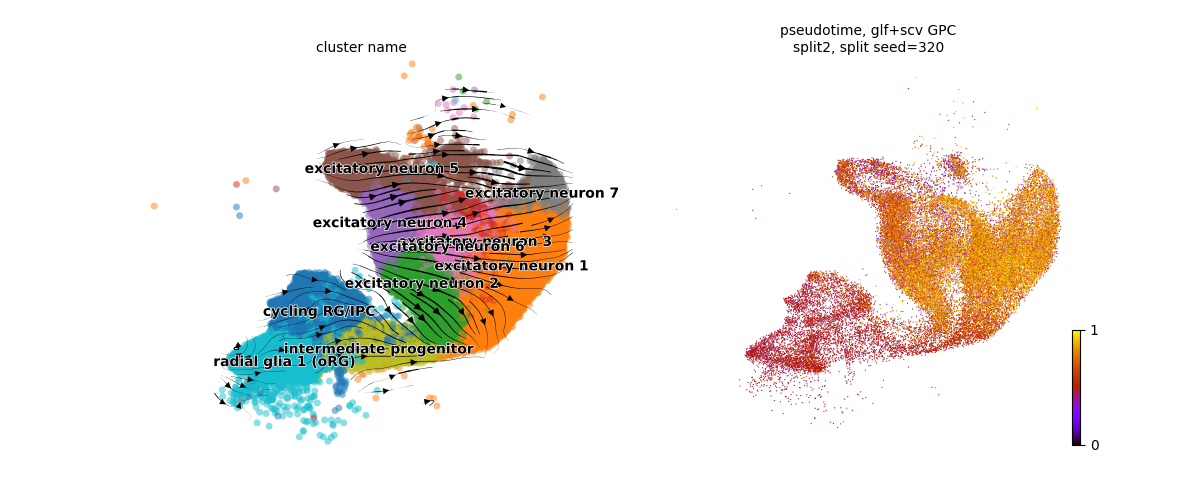 cluster name
excitatory neuron 5
excitatory neuron 7
excitatory neuron 4
excitatory neuron 3
excitatory neuron 6
excitatory neuron 1
excitatory neuron 2
cycling RG/IPC
intermediate progenitor
radial glia 1 (oRG)
pseudotime, glf+scv GPC
split2, split seed=320
1
0